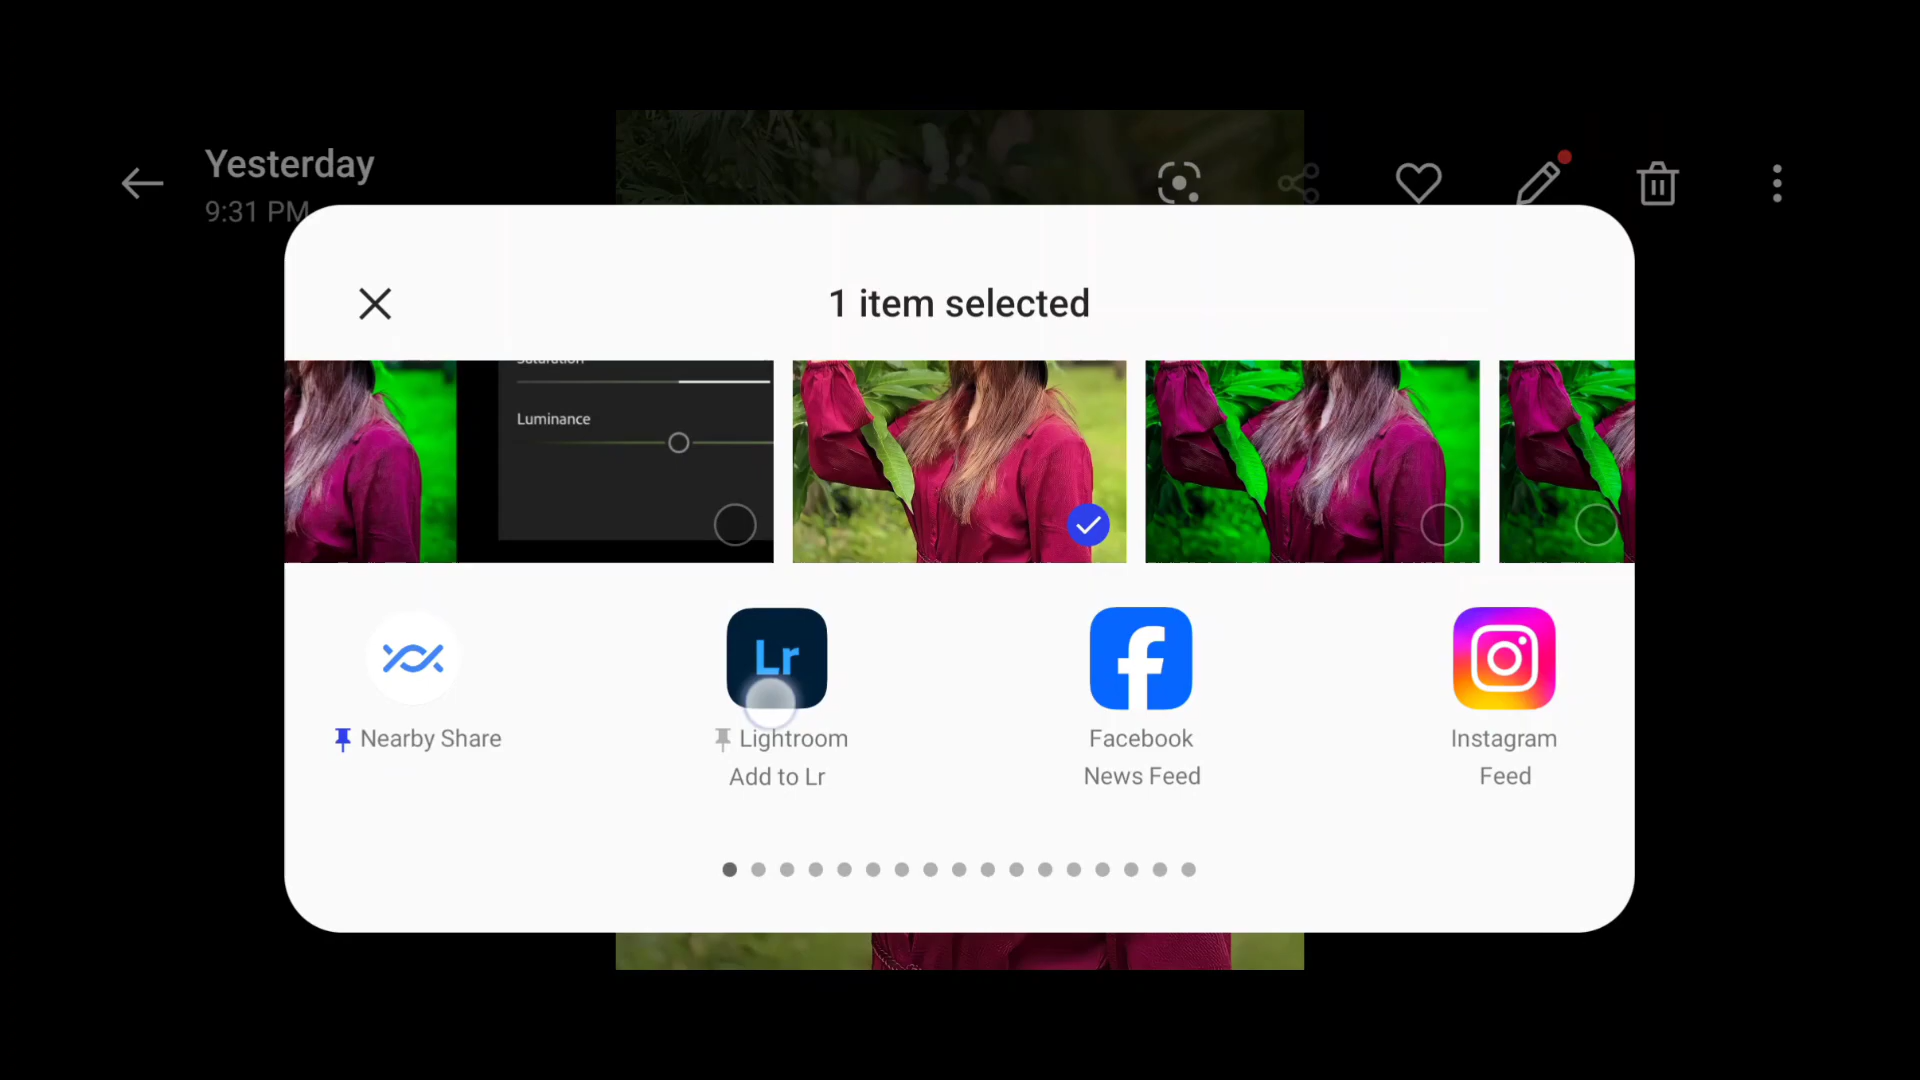 Yesterday
9:31 PM
1 item selected
Saturation
Luminance
Lr
Nearby Share
Lightroom
Add to Lr
Facebook
News Feed
Instagram
Feed